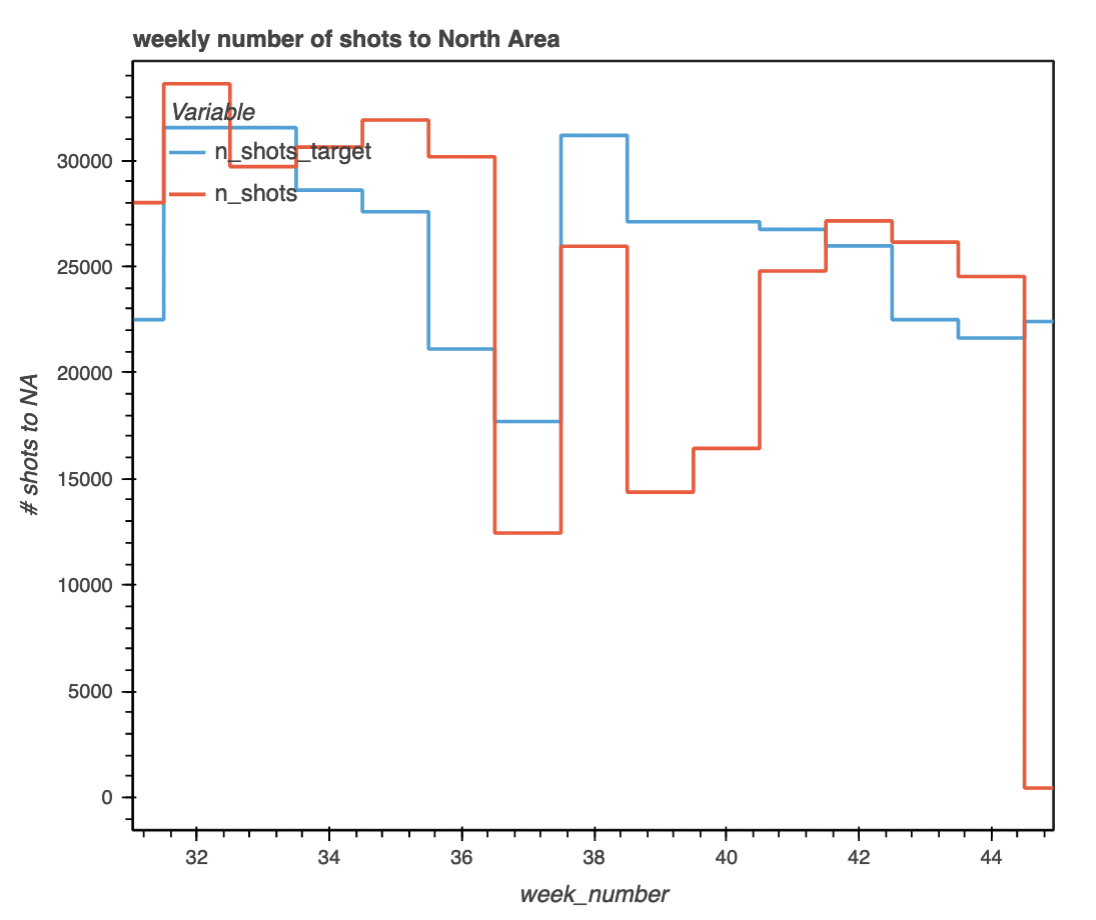 weekly number of shots to North Area
Variable
n_shots_target
n_shots
# shots to NA
30000
25000
20000
15000
10000
5000
0
32 34 36 38 40 42 44
week_number